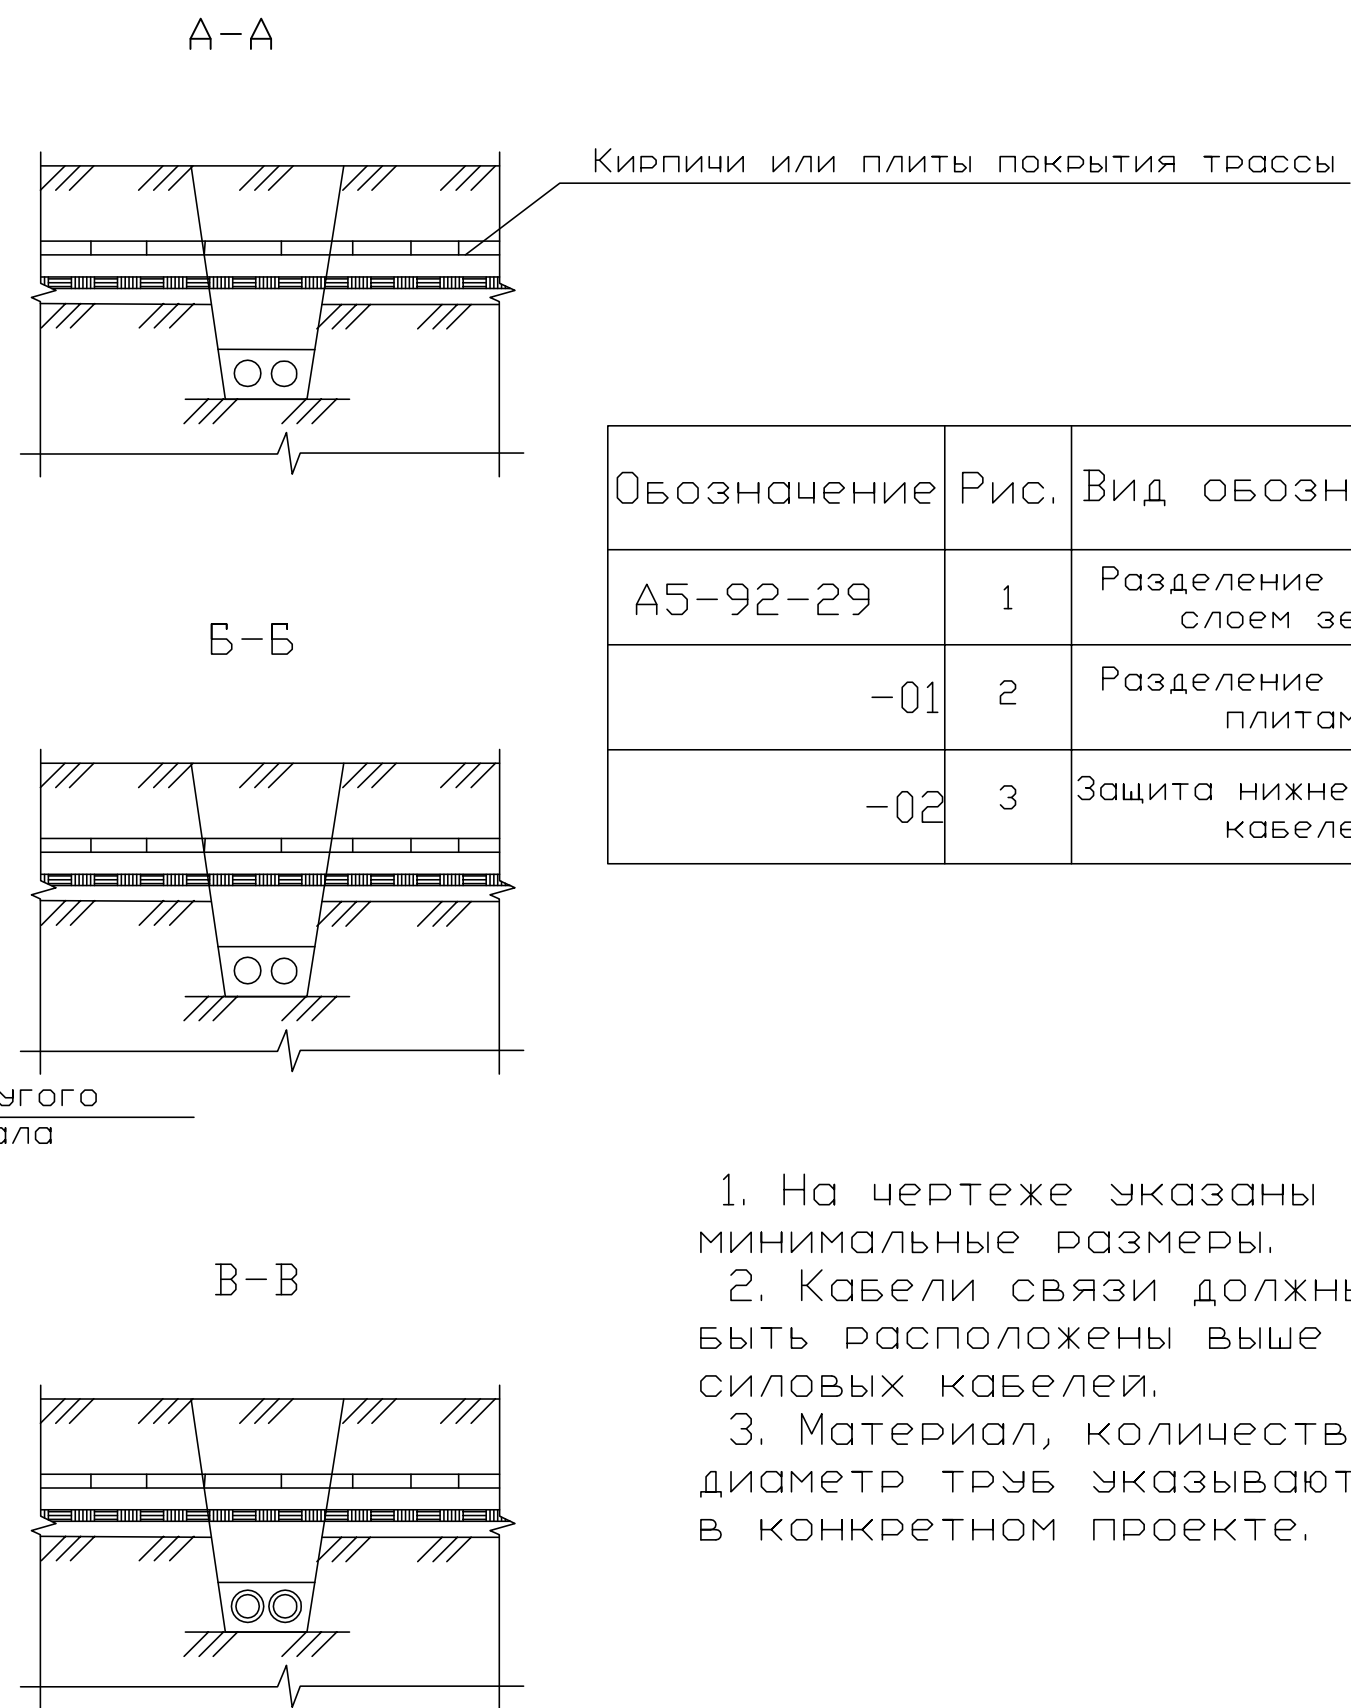 А-А
Кирпичи или плиты покрытия трассы
Обозначение Рис. Вид обозн
А5-92-29 1 Разделение
слоем зе
-01 2 Разделение
плитам
-02 3 Защита нижне
кабеле
Б-Б
угого
ала
В-В
1. На чертеже указаны
минимальные размеры.
2. Кабели связи должны
быть расположены выше
силовых кабелей.
3. Материал, количеств
диаметр труб указывают
в конкретном проекте.